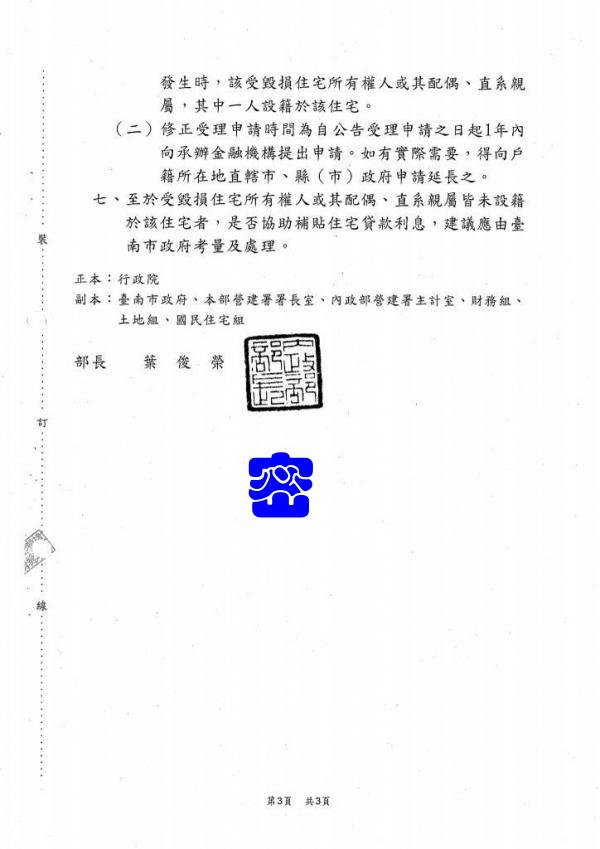 發生時，該受毀損住宅所有權人或其配偶、直系親
屬，其中一人設籍於該住宅。
（二）修正受理申請時間為自公告受理申請之日起1年內
向承辦金融機構提出申請。如有實際需要，得向戶
籍所在地直轄市、縣（市）政府申請延長之。
七、至於受毀損住宅所有權人或其配偶、直系親屬皆未設籍
於該住宅者，是否協助補貼住宅貸款利息，建議應由臺
南市政府考量及處理。
正本：行政院
副本：臺南市政府、本部營建署署長室、內政部營建署主計室、財務組、
土地組、國民住宅組
部長 葉俊榮
內政部部長
裝
訂
線
第3頁 共3頁